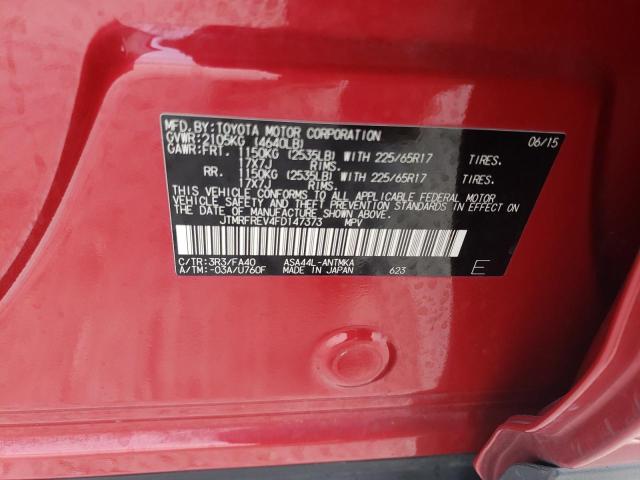 MFD. BY: TOYOTA MOTOR CORPORATION 06/15
GVWR: 2105KG (4640LB)
GAWR: FRT. 1150KG (2535LB) WITH 225/65R17 TIRES.
17X7J RIMS.
RR. 1150KG (2535LB) WITH 225/65R17 TIRES.
17X7J RIMS.
THIS VEHICLE CONFORMS TO ALL APPLICABLE FEDERAL MOTOR
VEHICLE SAFETY AND THEFT PREVENTION STANDARDS IN EFFECT ON
THE DATE OF MANUFACTURE SHOWN ABOVE.
JTMRFREV4FD147373 MPV
C/TR: 3R3/FA40 ASA44L-ANTMKA
A/TM: -03A/U760F MADE IN JAPAN 623 E